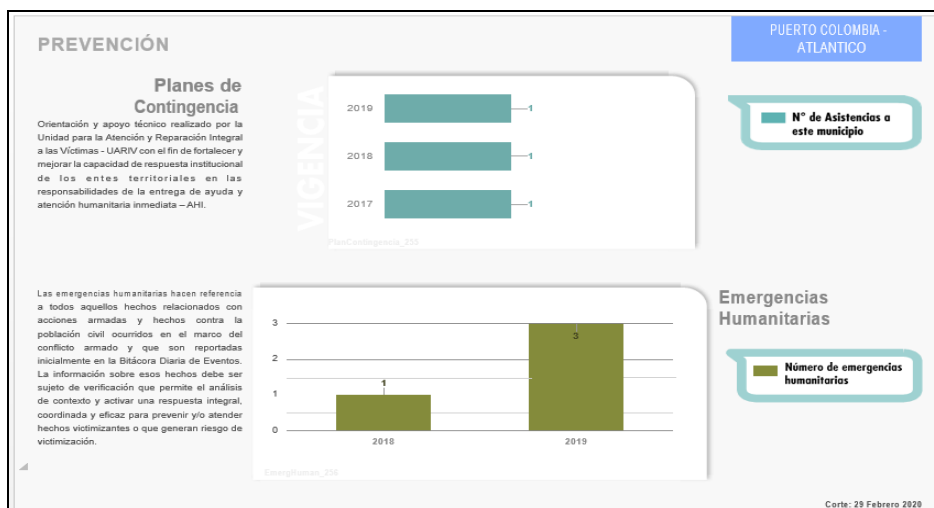 PREVENCIÓN
PUERTO COLOMBIA -
ATLANTICO
Planes de
Contingencia
Orientación y apoyo técnico realizado por la
Unidad para la Atención y Reparación Integral
a las Víctimas - UARIV con el fin de fortalecer y
mejorar la capacidad de respuesta institucional
de los entes territoriales en las
responsabilidades de la entrega de ayuda y
atención humanitaria inmediata – AHI.
VIGENCIA
2019
1
2018
1
2017
1
PlanContingencia_255
N° de Asistencias a
este municipio
Las emergencias humanitarias hacen referencia
a todos aquellos hechos relacionados con
acciones armadas y hechos contra la
población civil ocurridos en el marco del
conflicto armado y que son reportadas
inicialmente en la Bitácora Diaria de Eventos.
La información sobre esos hechos debe ser
sujeto de verificación que permite el análisis
de contexto y activar una respuesta integral,
coordinada y eficaz para prevenir y/o atender
hechos victimizantes o que generan riesgo de
victimización.
3
2
1
0
1
3
2018
2019
EmergHuman_256
Emergencias
Humanitarias
Número de emergencias
humanitarias
Corte: 29 Febrero 2020